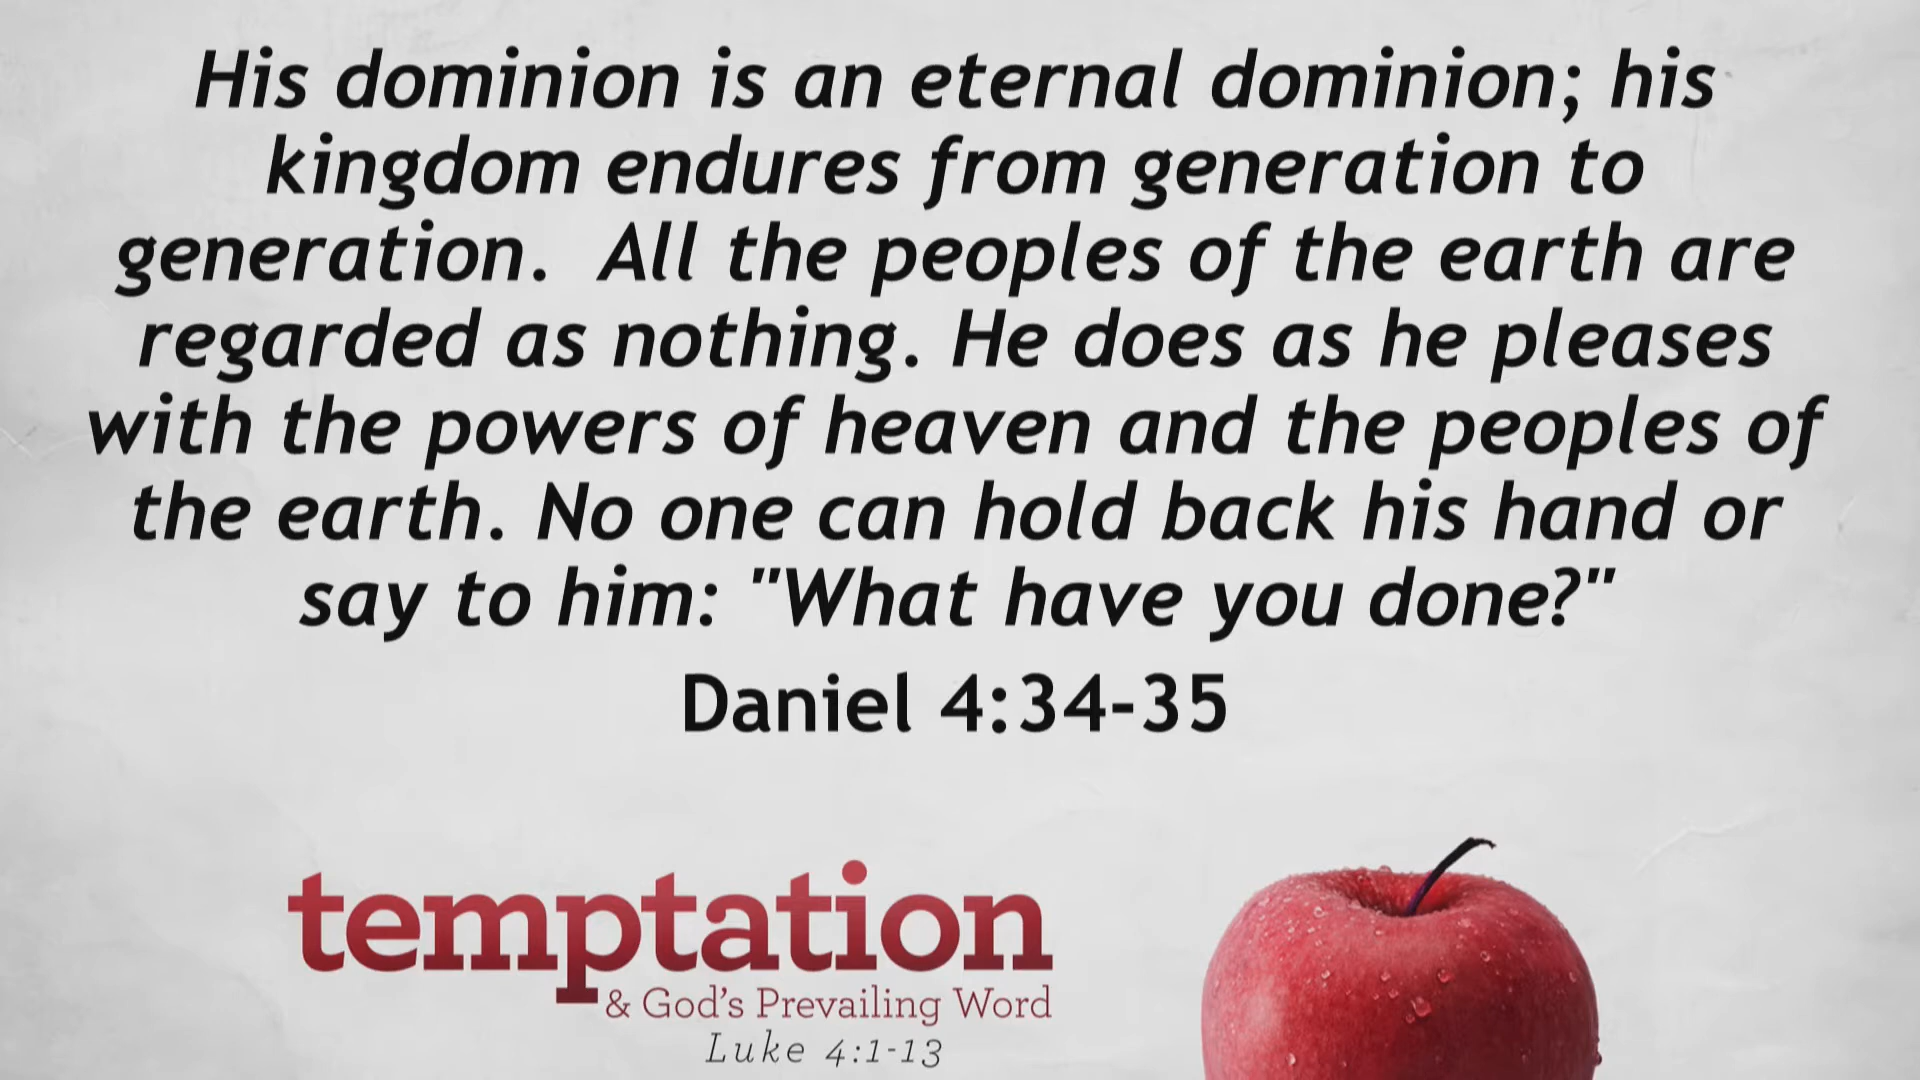 His dominion is an eternal dominion; his
kingdom endures from generation to
generation.  All the peoples of the earth are
regarded as nothing. He does as he pleases
with the powers of heaven and the peoples of
the earth. No one can hold back his hand or
say to him: "What have you done?"
Daniel 4:34-35
temptation
& God's Prevailing Word
Luke 4:1-13